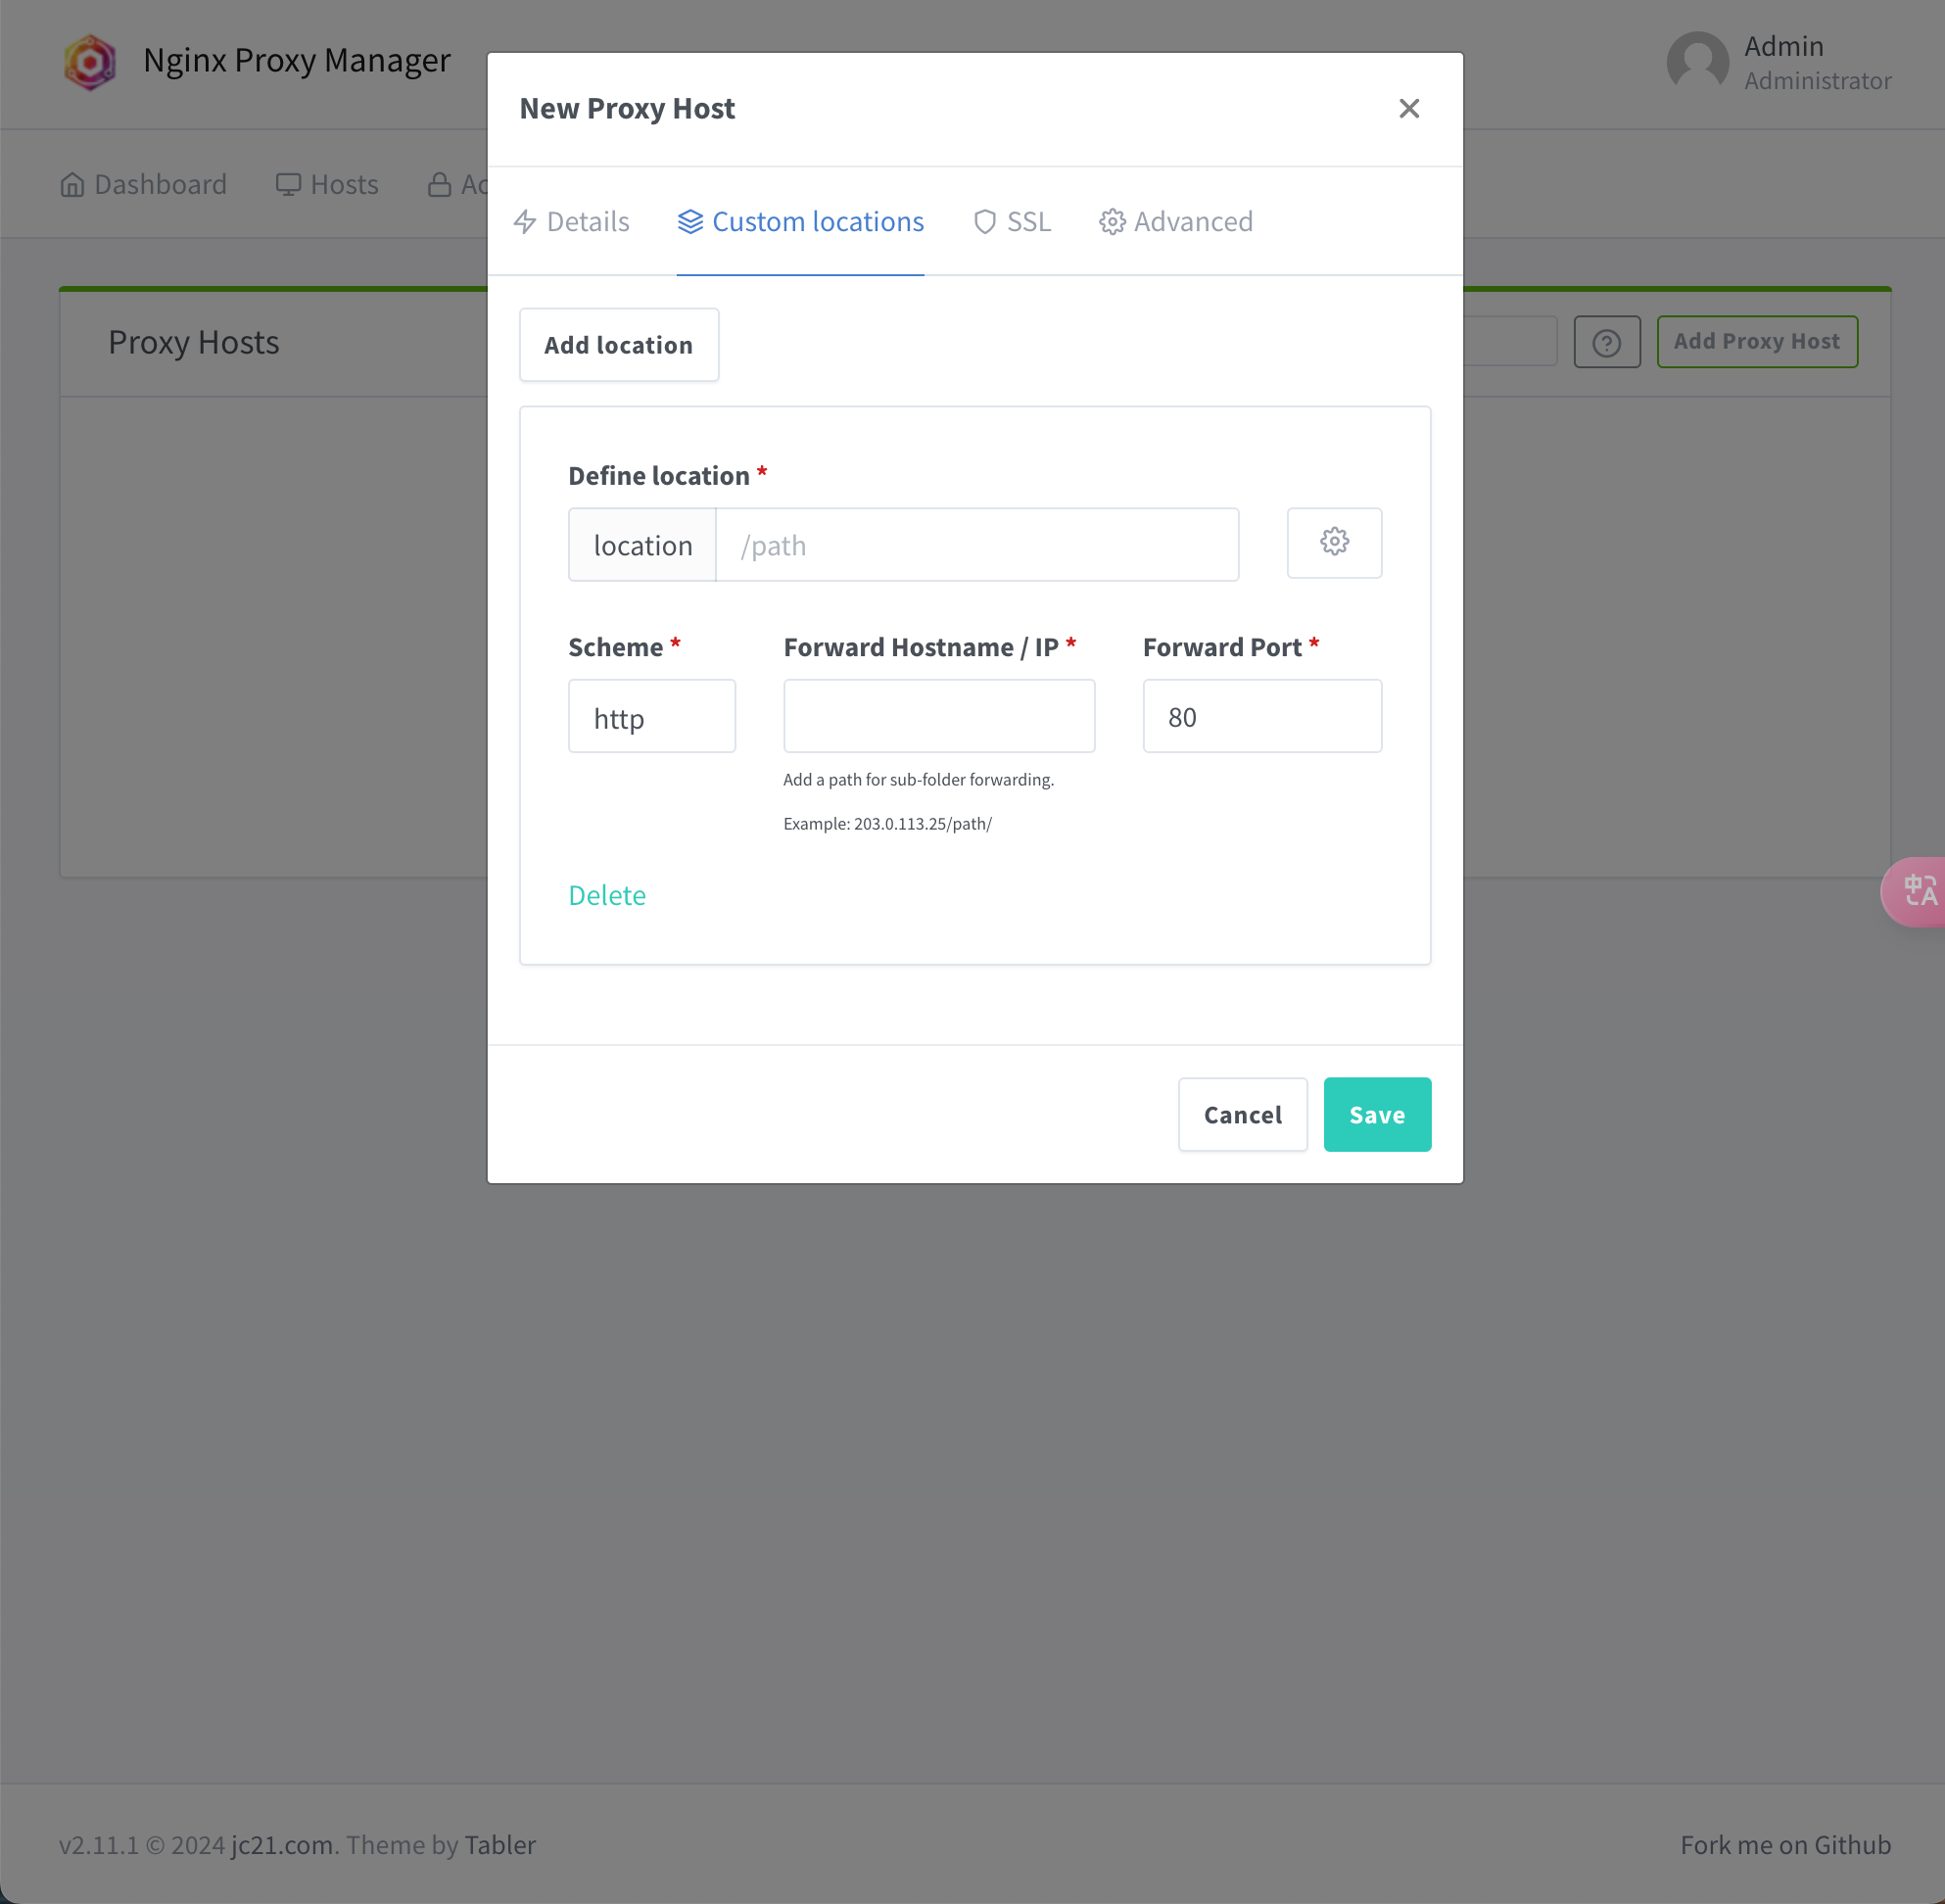 Nginx Proxy Manager
Admin
Administrator
Dashboard
Hosts
Ac
Proxy Hosts
Add Proxy Host
New Proxy Host
Details
Custom locations
SSL
Advanced
Add location
Define location *
location
/path
Scheme *
Forward Hostname / IP *
Forward Port *
http
80
Add a path for sub-folder forwarding.
Example: 203.0.113.25/path/
Delete
Cancel
Save
v2.11.1 © 2024 jc21.com. Theme by Tabler
Fork me on Github